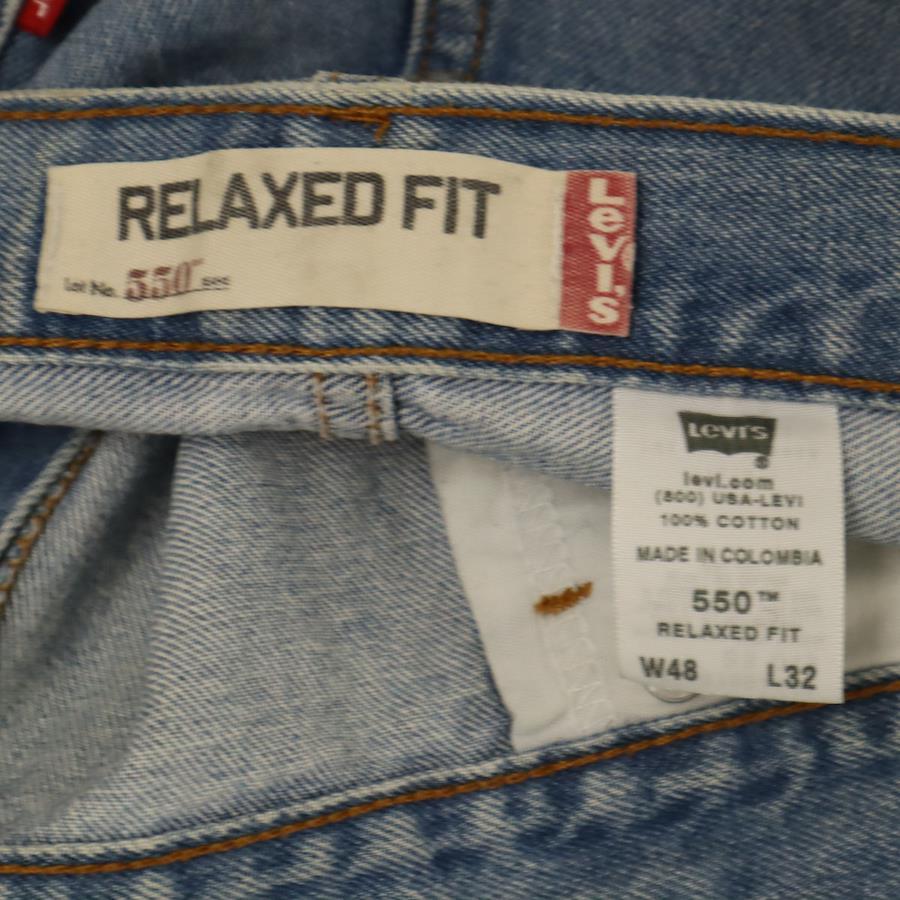 RELAXED FIT
Lot No. 550™
LEVI'S
LEVI'S
®
levi.com
(800) USA-LEVI
100% COTTON
MADE IN COLOMBIA
550™
RELAXED FIT
W48 L32